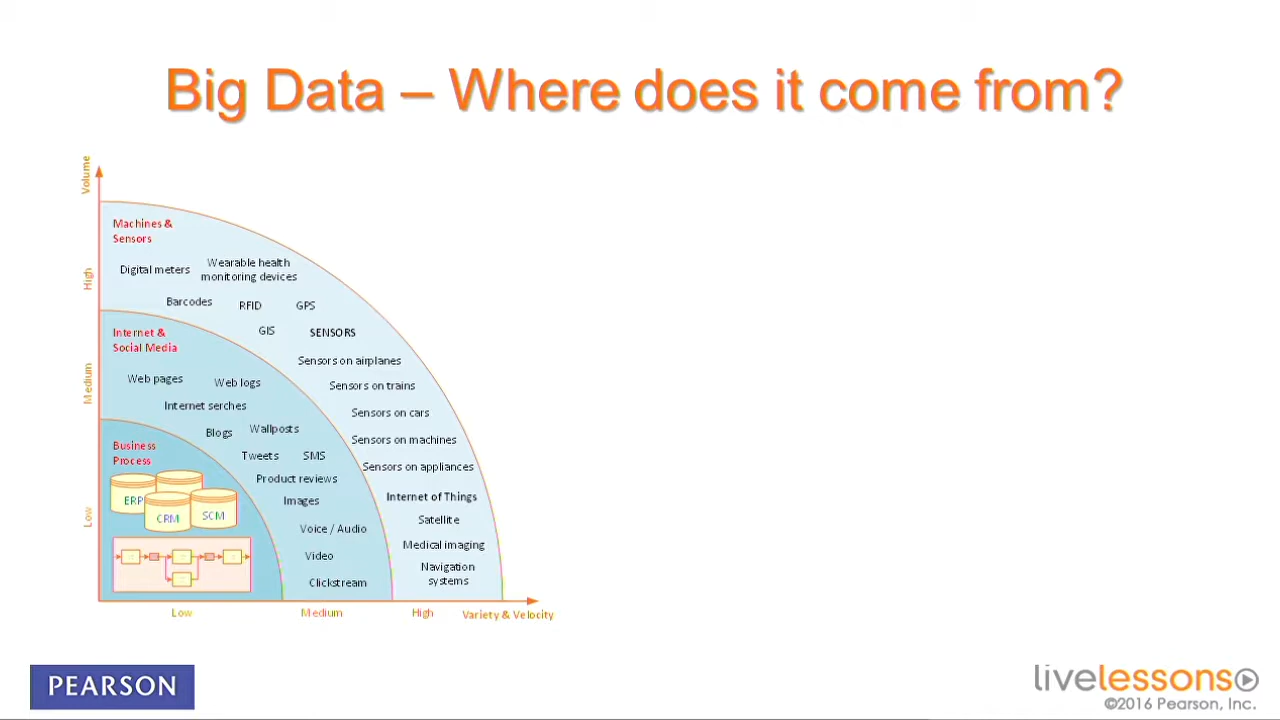 Big Data – Where does it come from?
Volume
High
Medium
Low
Machines &
Sensors
Digital meters
Wearable health
monitoring devices
Barcodes
RFID
GPS
GIS
SENSORS
Sensors on airplanes
Sensors on trains
Sensors on cars
Sensors on machines
Sensors on appliances
Internet of Things
Satellite
Medical imaging
Navigation
systems
Internet &
Social Media
Web pages
Web logs
Internet serches
Blogs
Wallposts
Tweets
SMS
Product reviews
Images
Voice / Audio
Video
Clickstream
Business
Process
ERP
CRM
SCM
Low
Medium
High
Variety & Velocity
PEARSON
livelessons
©2016 Pearson, Inc.